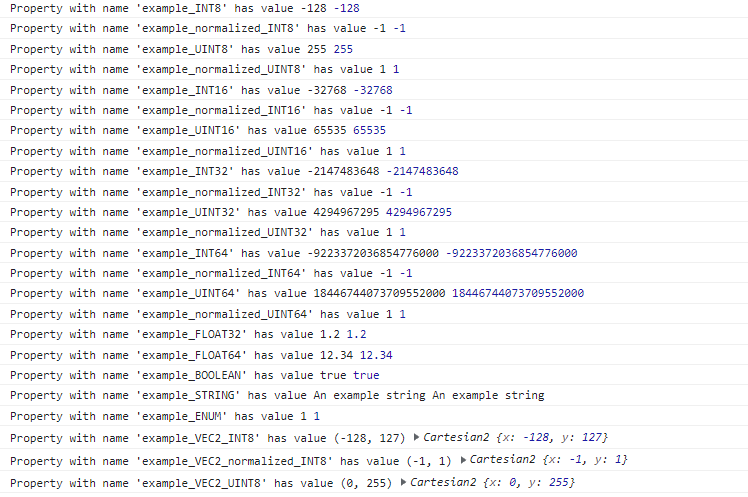 Property with name 'example_INT8' has value -128 -128
Property with name 'example_normalized_INT8' has value -1 -1
Property with name 'example_UINT8' has value 255 255
Property with name 'example_normalized_UINT8' has value 1 1
Property with name 'example_INT16' has value -32768 -32768
Property with name 'example_normalized_INT16' has value -1 -1
Property with name 'example_UINT16' has value 65535 65535
Property with name 'example_normalized_UINT16' has value 1 1
Property with name 'example_INT32' has value -2147483648 -2147483648
Property with name 'example_normalized_INT32' has value -1 -1
Property with name 'example_UINT32' has value 4294967295 4294967295
Property with name 'example_normalized_UINT32' has value 1 1
Property with name 'example_INT64' has value -9223372036854776000 -9223372036854776000
Property with name 'example_normalized_INT64' has value -1 -1
Property with name 'example_UINT64' has value 18446744073709552000 18446744073709552000
Property with name 'example_normalized_UINT64' has value 1 1
Property with name 'example_FLOAT32' has value 1.2 1.2
Property with name 'example_FLOAT64' has value 12.34 12.34
Property with name 'example_BOOLEAN' has value true true
Property with name 'example_STRING' has value An example string An example string
Property with name 'example_ENUM' has value 1 1
Property with name 'example_VEC2_INT8' has value (-128, 127) ▶Cartesian2 {x: -128, y: 127}
Property with name 'example_VEC2_normalized_INT8' has value (-1, 1) ▶Cartesian2 {x: -1, y: 1}
Property with name 'example_VEC2_UINT8' has value (0, 255) ▶Cartesian2 {x: 0, y: 255}